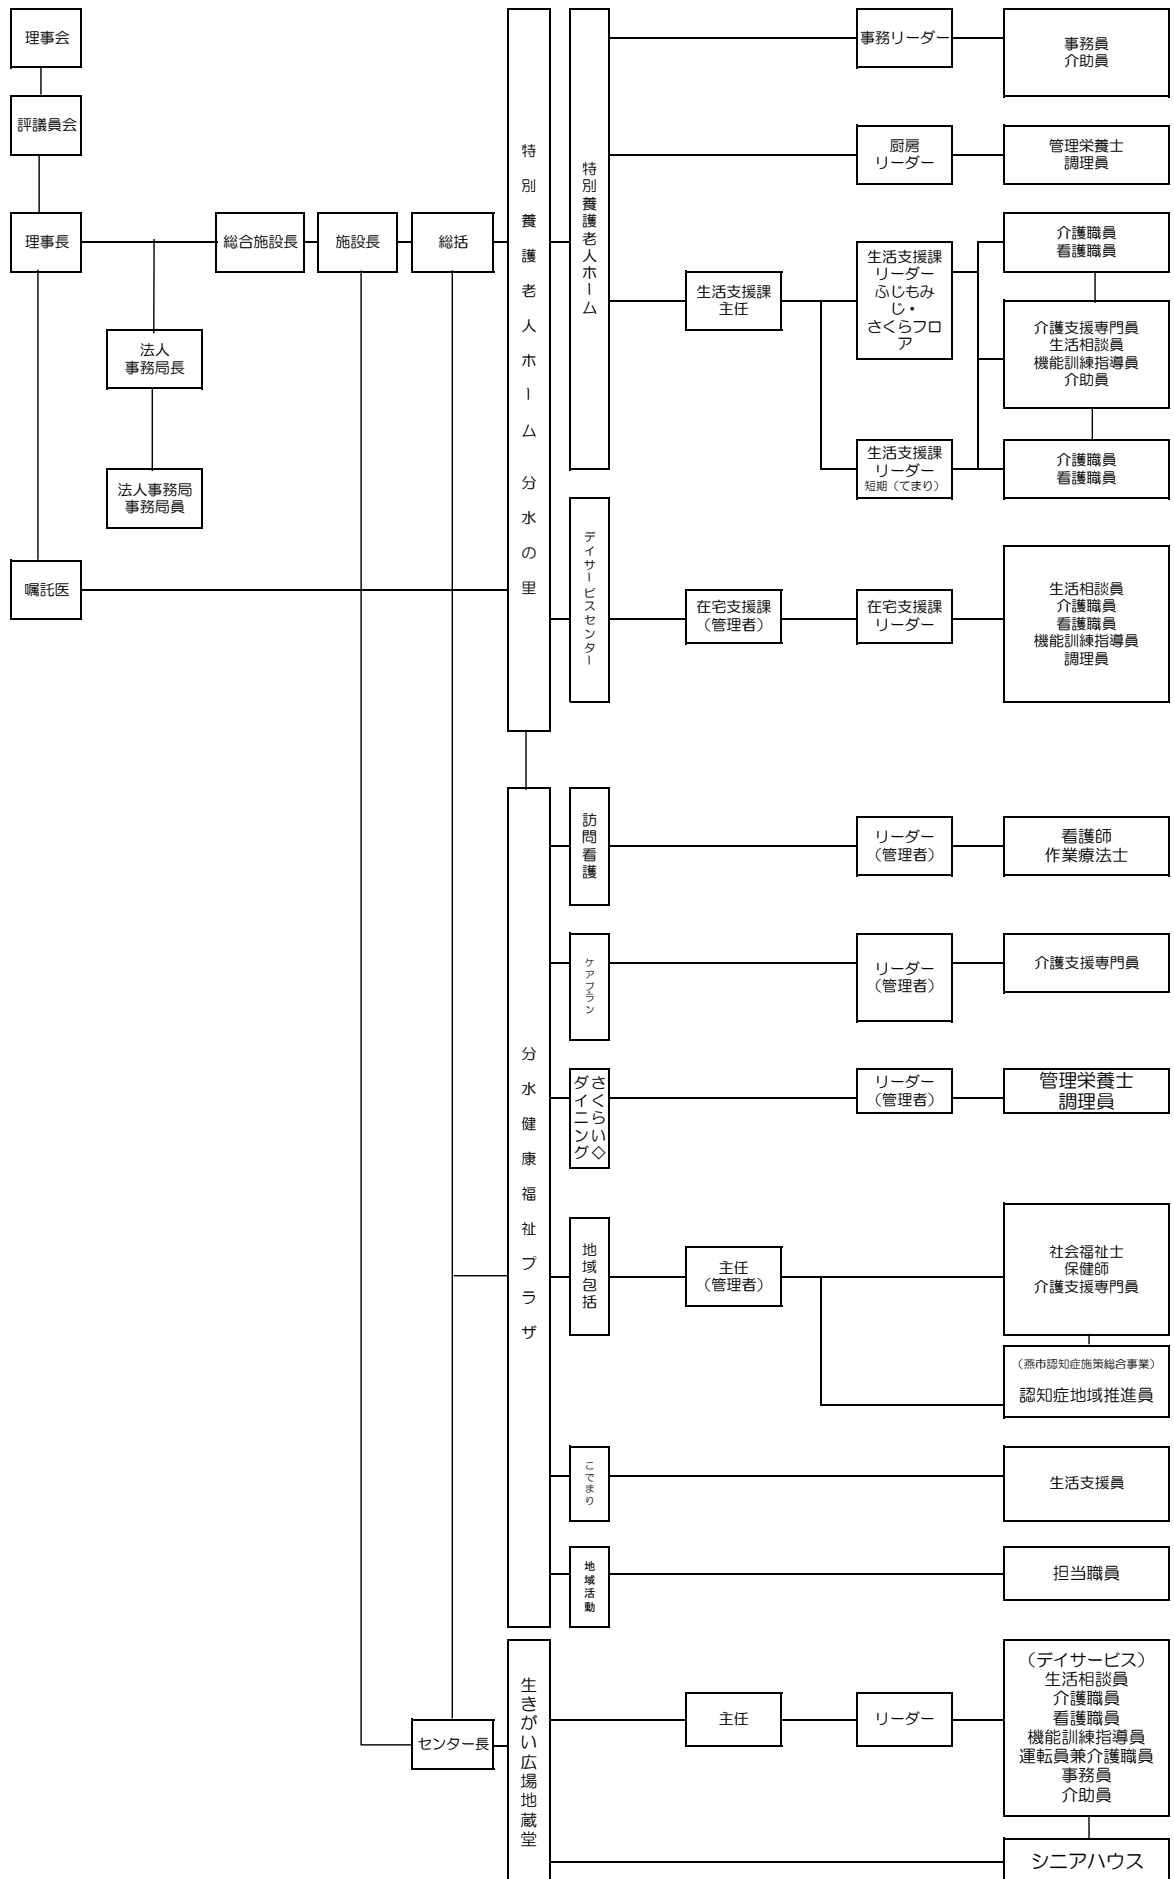 理事会
評議員会
理事長
総合施設長
施設長
総括
法人
事務局長
法人事務局
事務局員
嘱託医
特別養護老人ホーム 分水の里
特別養護老人ホーム
事務リーダー
事務員
介助員
厨房
リーダー
管理栄養士
調理員
生活支援課
主任
生活支援課
リーダー
ふじもみ
じ・
さくらフロ
ア
介護職員
看護職員
介護支援専門員
生活相談員
機能訓練指導員
介助員
生活支援課
リーダー
短期（てまり）
介護職員
看護職員
デイサービスセンター
在宅支援課
（管理者）
在宅支援課
リーダー
生活相談員
介護職員
看護職員
機能訓練指導員
調理員
分水健康福祉プラザ
訪問看護
リーダー
（管理者）
看護師
作業療法士
ケアプラン
リーダー
（管理者）
介護支援専門員
さくらい◇
ダイニング
リーダー
（管理者）
管理栄養士
調理員
地域包括
主任
（管理者）
社会福祉士
保健師
介護支援専門員
（燕市認知症施策総合事業）
認知症地域推進員
こでまり
生活支援員
地域活動
担当職員
センター長
生きがい広場地蔵堂
主任
リーダー
（デイサービス）
生活相談員
介護職員
看護職員
機能訓練指導員
運転員兼介護職員
事務員
介助員
シニアハウス